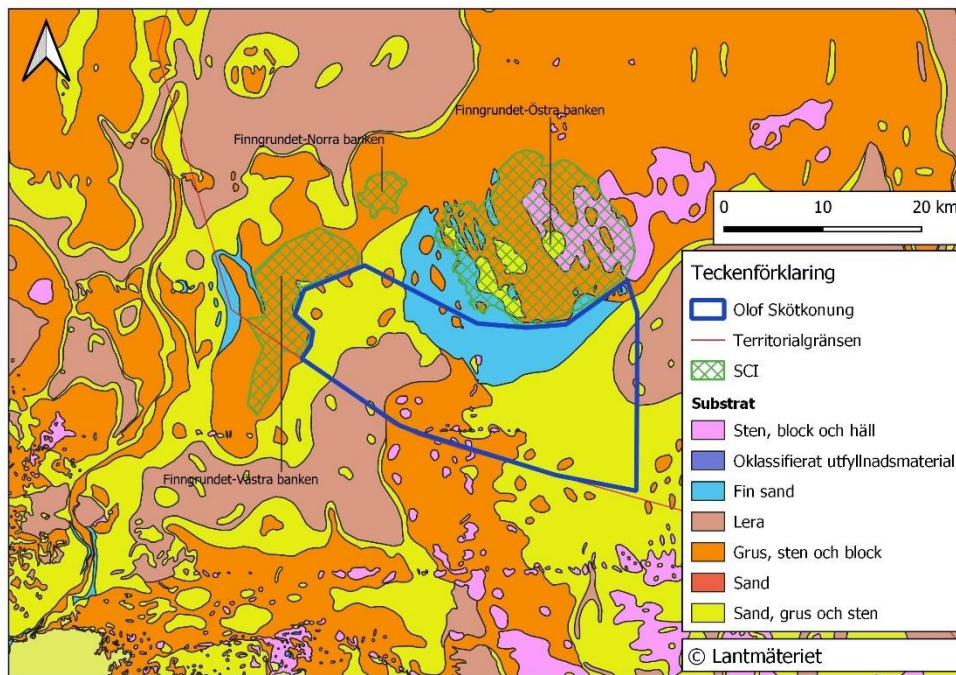 Finngrundet-Östra banken
Finngrundet-Norra banken
Finngrundet-Västra banken
0 10 20 km
Teckenförklaring
Olof Skötkonung
Territorialgränsen
SCI
Substrat
Sten, block och häll
Oklassifierat utfyllnadsmaterial
Fin sand
Lera
Grus, sten och block
Sand
Sand, grus och sten
© Lantmäteriet